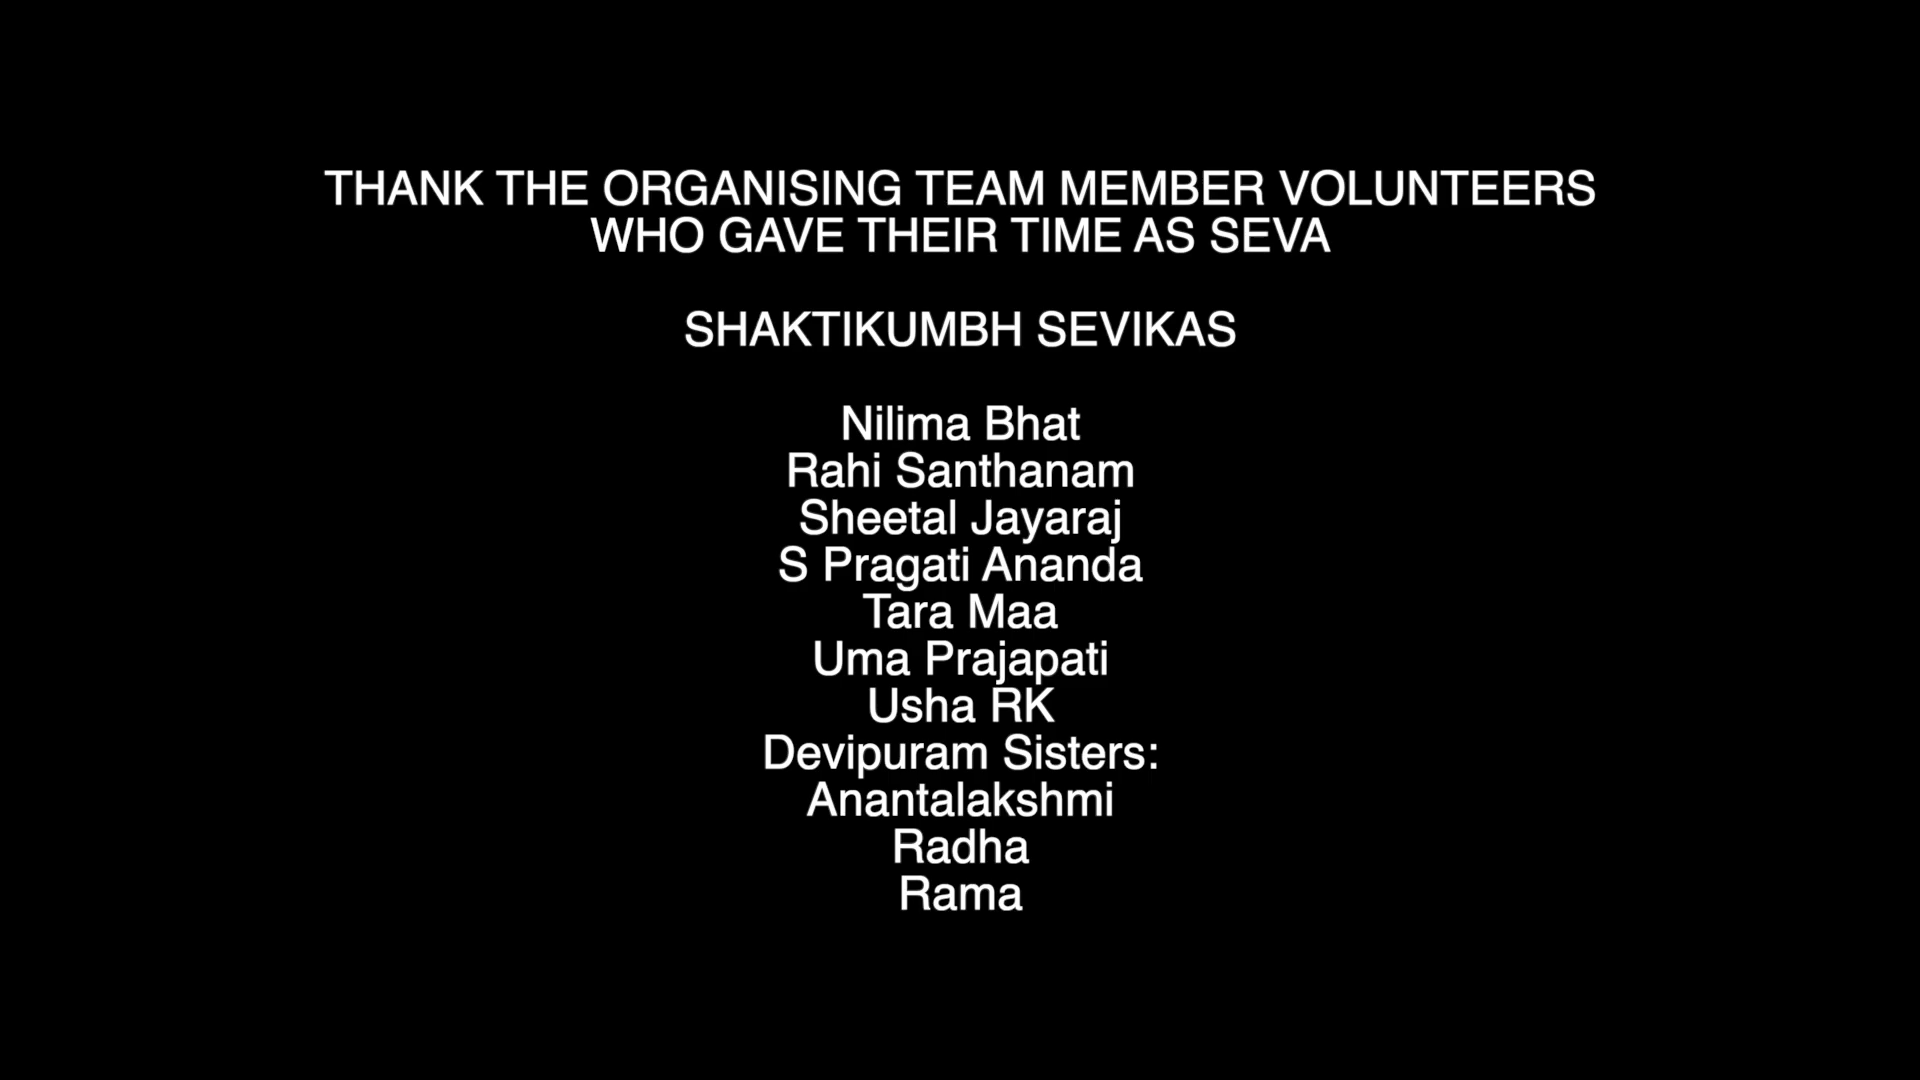 THANK THE ORGANISING TEAM MEMBER VOLUNTEERS
WHO GAVE THEIR TIME AS SEVA
SHAKTIKUMBH SEVIKAS
Nilima Bhat
Rahi Santhanam
Sheetal Jayaraj
S Pragati Ananda
Tara Maa
Uma Prajapati
Usha RK
Devipuram Sisters:
Anantalakshmi
Radha
Rama